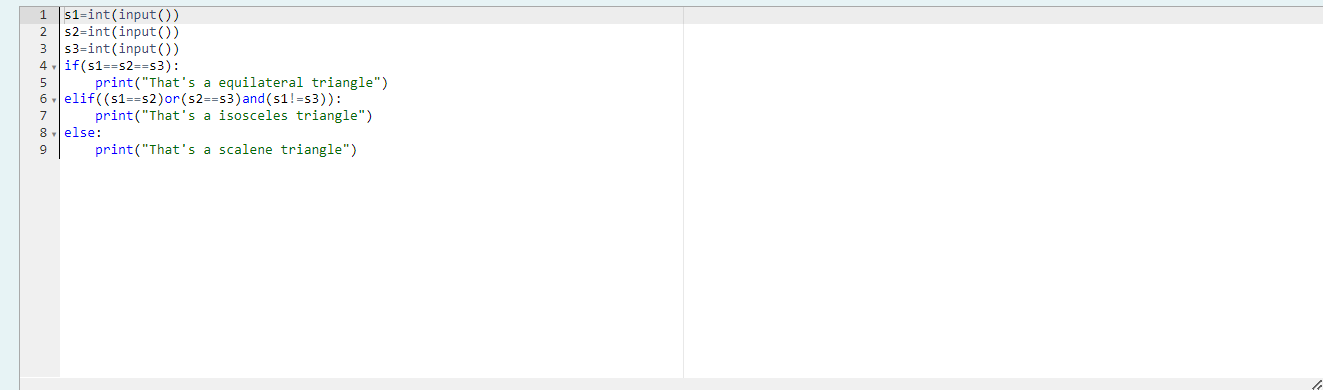 1 s1=int(input())
2 s2=int(input())
3 s3=int(input())
4 if(s1==s2==s3):
5     print("That's a equilateral triangle")
6 elif((s1==s2)or(s2==s3)and(s1!=s3)):
7     print("That's a isosceles triangle")
8 else:
9     print("That's a scalene triangle")